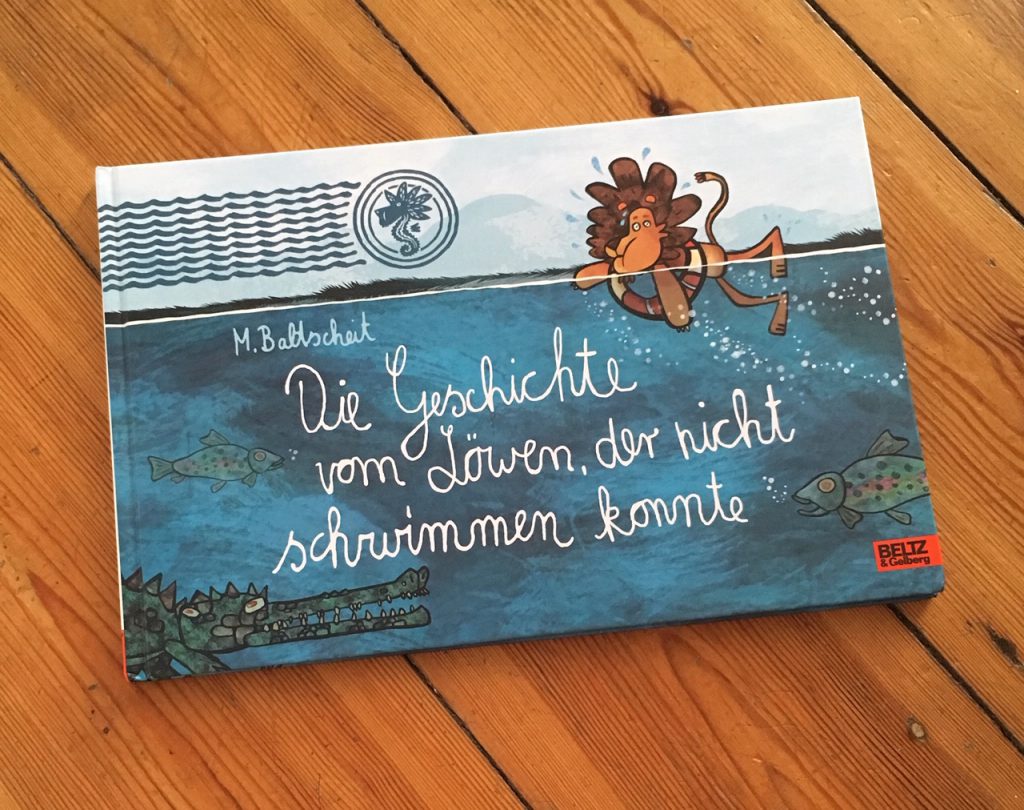 M. Baltscheit
Die Geschichte
vom Löwen, der nicht
schwimmen konnte
BELTZ
& Gelberg